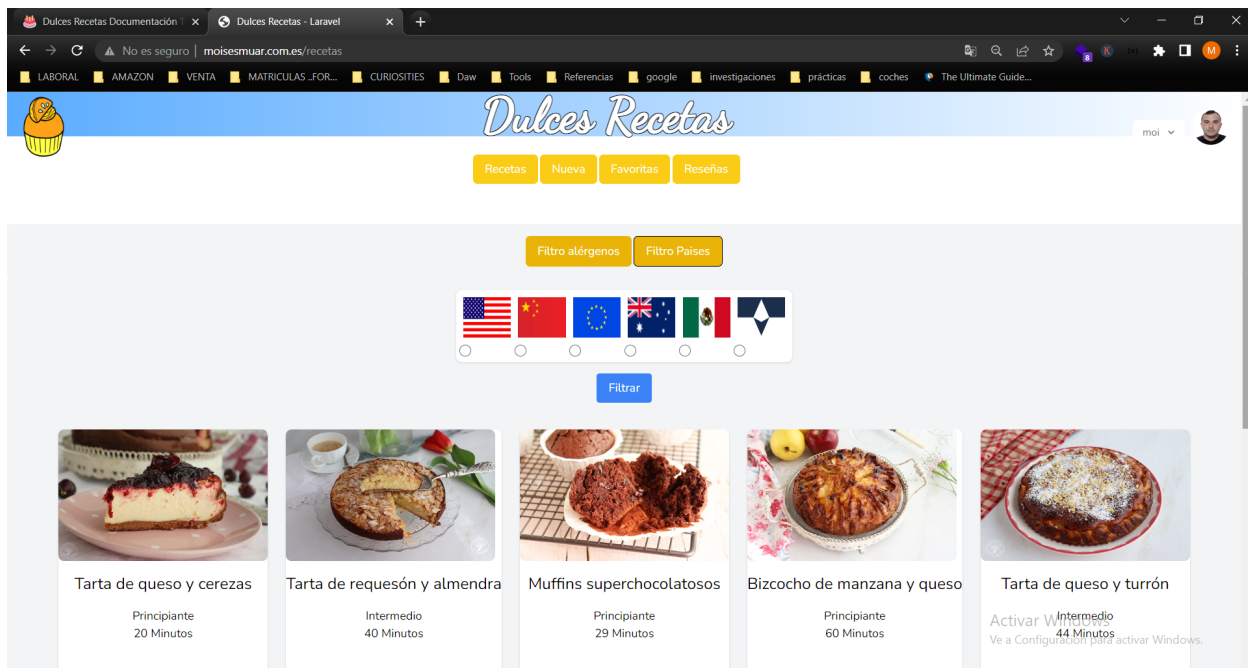 Dulces Recetas Documentación T
Dulces Recetas - Laravel
No es seguro | moisesmuar.com.es/recetas
LABORAL AMAZON VENTA MATRICULAS ..FOR... CURIOSITIES Daw Tools Referencias google investigaciones prácticas coches The Ultimate Guide...
8 K M
Dulces Recetas
moi
Recetas Nueva Favoritas Reseñas
Filtro alérgenos Filtro Paises
Filtrar
Tarta de queso y cerezas
Principiante
20 Minutos
Tarta de requesón y almendra
Intermedio
40 Minutos
Muffins superchocolatosos
Principiante
29 Minutos
Bizcocho de manzana y queso
Principiante
60 Minutos
Tarta de queso y turrón
Intermedio
44 Minutos
Activar Windows
Ve a Configuración para activar Windows.